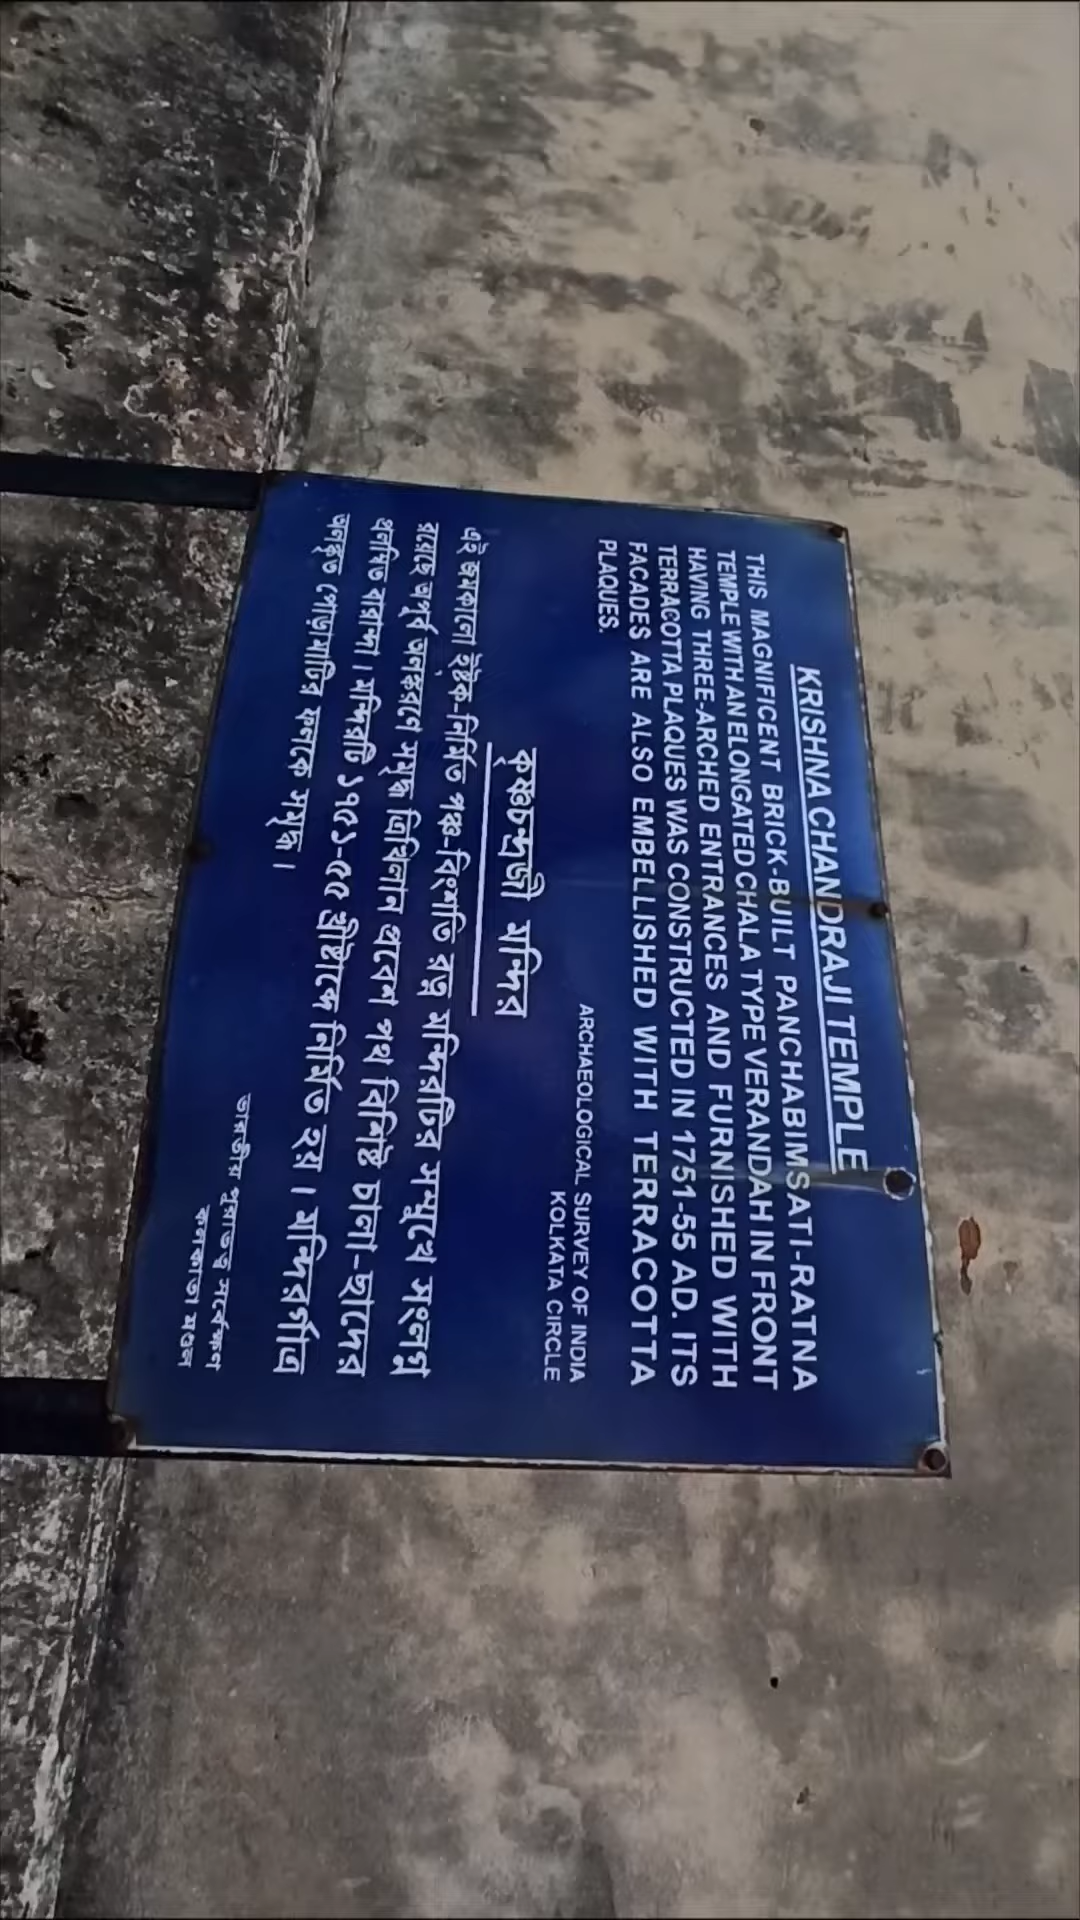 KRISHNA CHANDRAJI TEMPLE
THIS MAGNIFICENT BRICK-BUILT PANCHABIMSATI-RATNA
TEMPLE WITH AN ELONGATED CHALA TYPE VERANDAH IN FRONT
HAVING THREE-ARCHED ENTRANCES AND FURNISHED WITH
TERRACOTTA PLAQUES WAS CONSTRUCTED IN 1751-55 AD. ITS
FACADES ARE ALSO EMBELLISHED WITH TERRACOTTA
PLAQUES.
ARCHAEOLOGICAL SURVEY OF INDIA
KOLKATA CIRCLE
কৃষ্ণচন্দ্রজী মন্দির
এই জমকালো ইষ্টক-নির্মিত পঞ্চ-বিংশতি রত্ন মন্দিরটির সম্মুখে সংলগ্ন
রয়েছে অপূর্ব অলঙ্করণে সমৃদ্ধ ত্রিখিলান প্রবেশ পথ বিশিষ্ট চালা-ছাদের
প্রলম্বিত বারান্দা। মন্দিরটি ১৭৫১-৫৫ খ্রীষ্টাব্দে নির্মিত হয়। মন্দিরগাত্র
অলঙ্কৃত পোড়ামাটির ফলকে সমৃদ্ধ।
ভারতীয় পুরাতত্ত্ব সর্বেক্ষণ
কলকাতা মণ্ডল